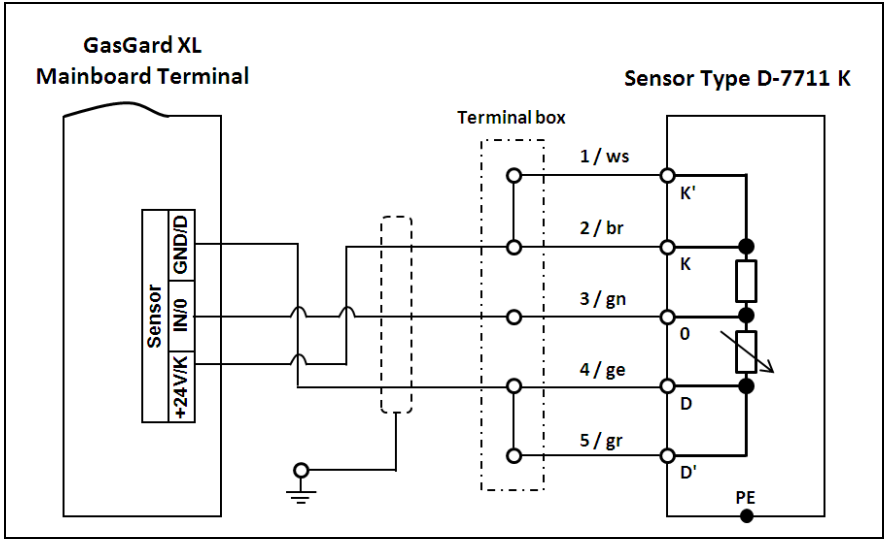 GasGard XL
Mainboard Terminal
Sensor Type D-7711 K
Terminal box
1 / ws
K'
2 / br
K
3 / gn
0
4 / ge
D
5 / gr
D'
PE
Sensor
GND/D
IN/0
+24V/K